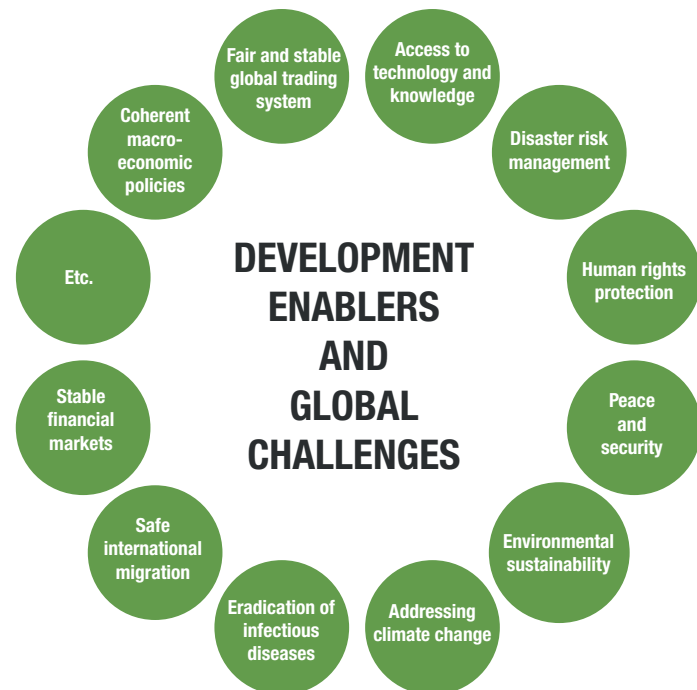 Fair and stable
global trading
system
Access to
technology and
knowledge
Disaster risk
management
Human rights
protection
Peace
and
security
Environmental
sustainability
Addressing
climate change
Eradication of
infectious
diseases
Safe
international
migration
Stable
financial
markets
Etc.
Coherent
macro-
economic
policies
DEVELOPMENT
ENABLERS
AND
GLOBAL
CHALLENGES